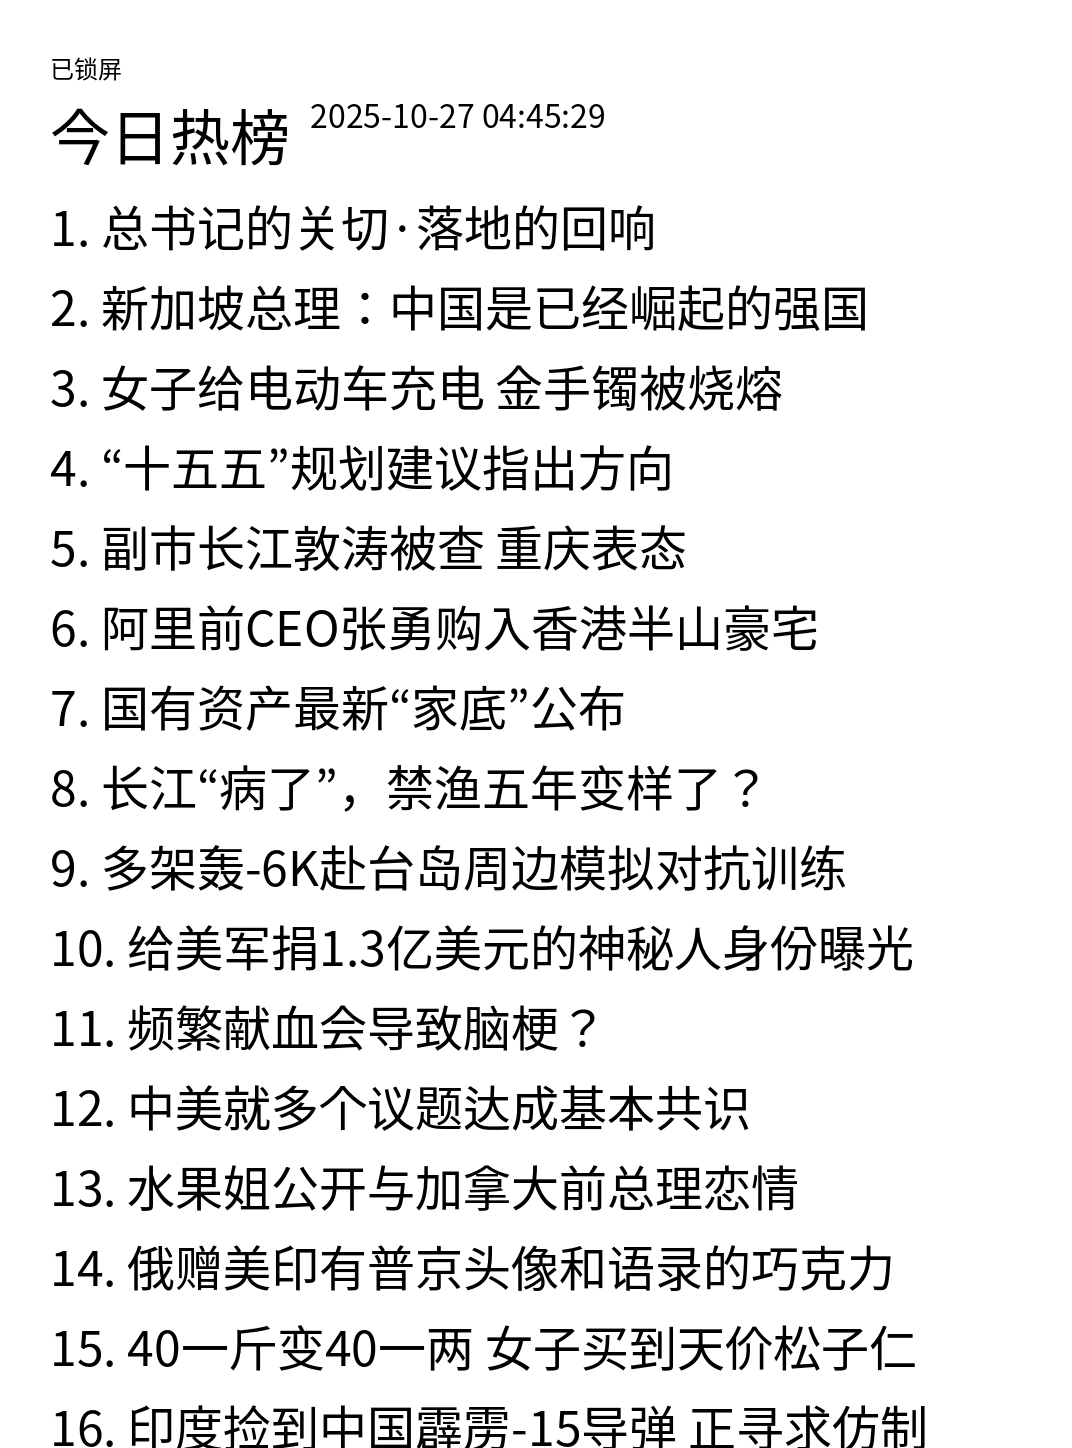 已锁屏
今日热榜 2025-10-27 04:45:29
1. 总书记的关切·落地的回响
2. 新加坡总理：中国是已经崛起的强国
3. 女子给电动车充电 金手镯被烧熔
4. “十五五”规划建议指出方向
5. 副市长江敦涛被查 重庆表态
6. 阿里前CEO张勇购入香港半山豪宅
7. 国有资产最新“家底”公布
8. 长江“病了”，禁渔五年变样了？
9. 多架轰-6K赴台岛周边模拟对抗训练
10. 给美军捐1.3亿美元的神秘人身份曝光
11. 频繁献血会导致脑梗？
12. 中美就多个议题达成基本共识
13. 水果姐公开与加拿大前总理恋情
14. 俄赠美印有普京头像和语录的巧克力
15. 40一斤变40一两 女子买到天价松子仁
16. 印度捡到中国霹雳-15导弹 正寻求仿制